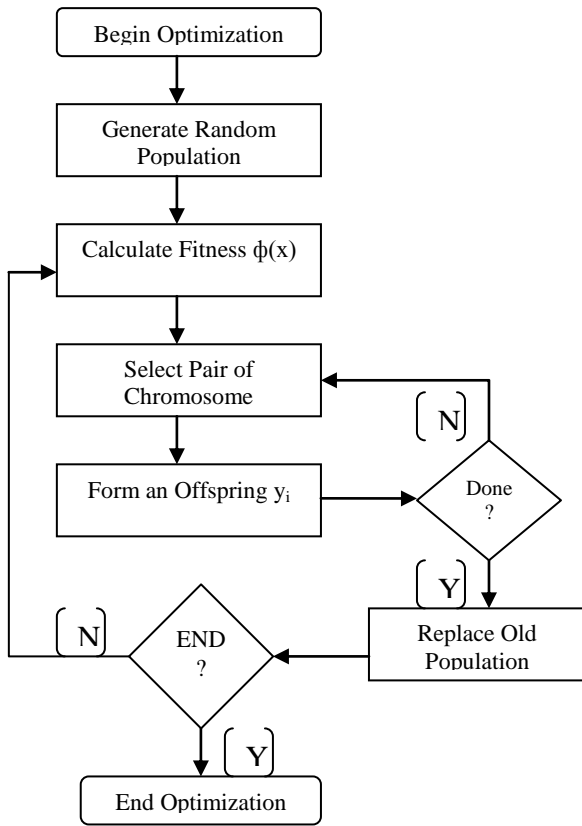 Begin Optimization
Generate Random
Population
Calculate Fitness ф(x)
Select Pair of
Chromosome
[ N ]
Form an Offspring yᵢ
Done
?
[ Y ]
Replace Old
Population
[ N ]
END
?
[ Y ]
End Optimization